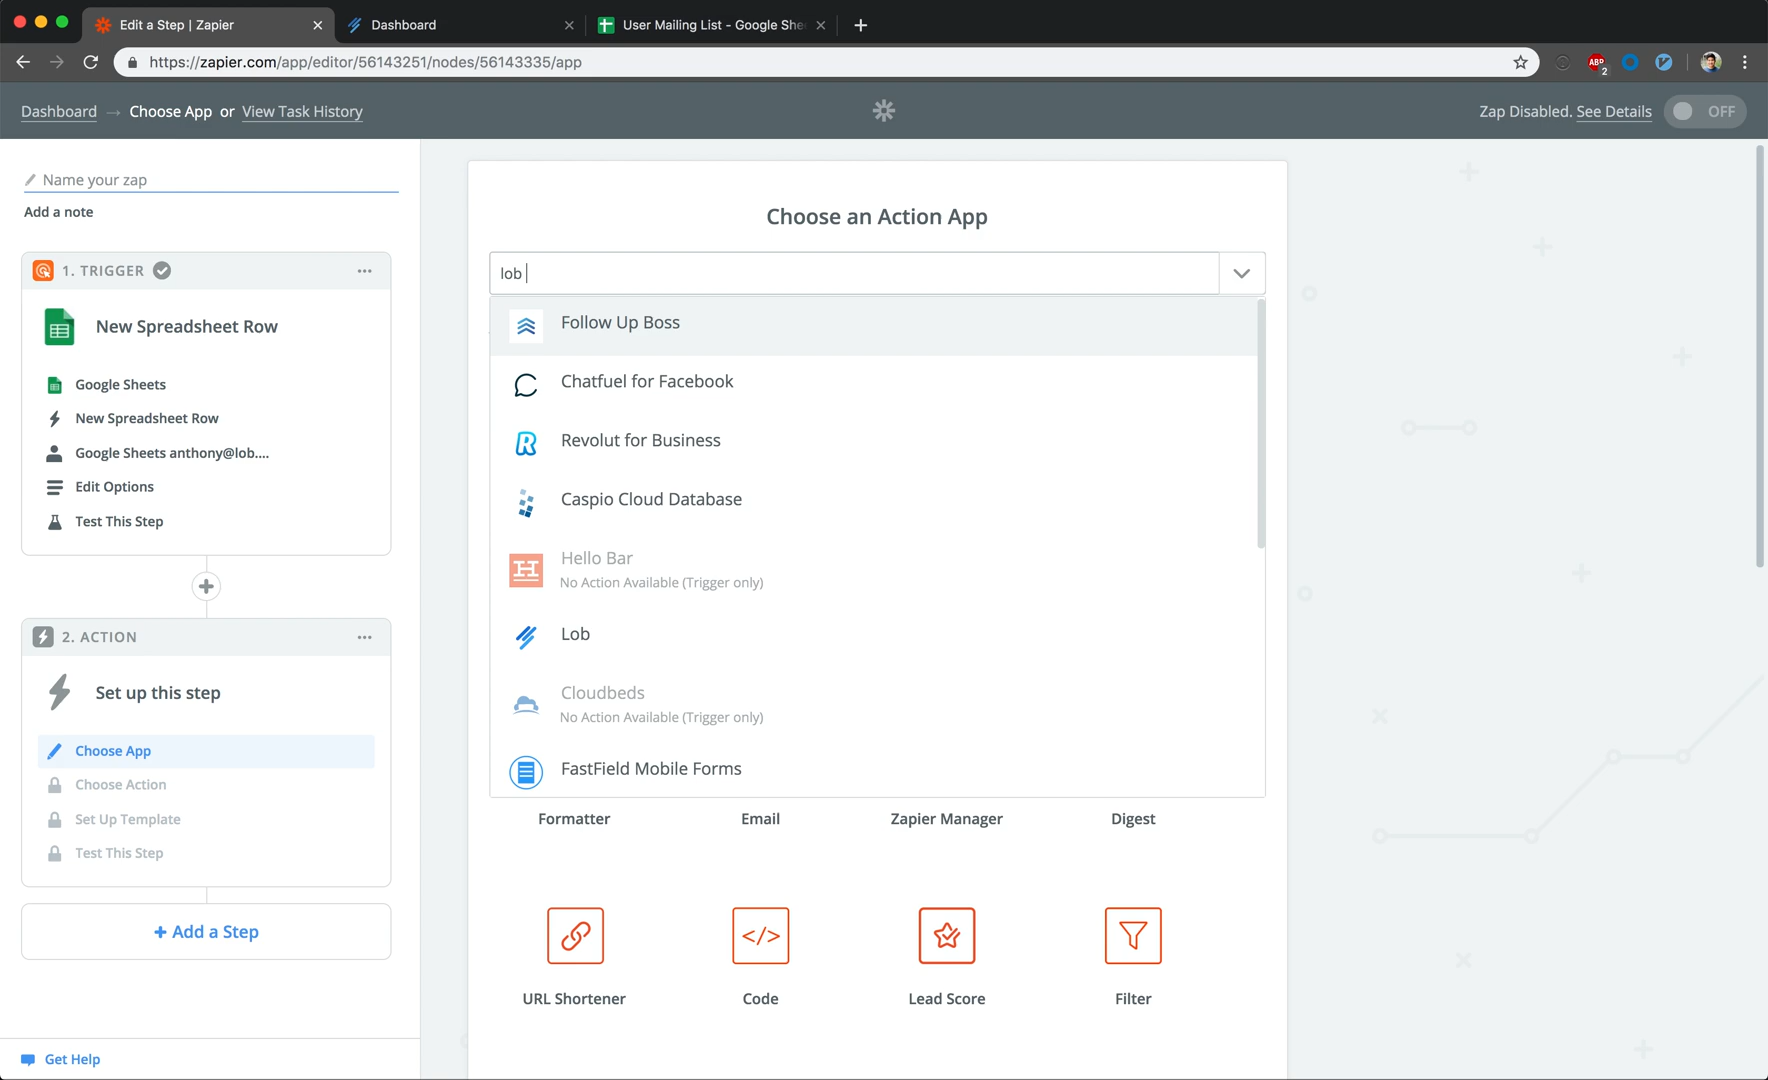 Edit a Step | Zapier
Dashboard
User Mailing List - Google She
https://zapier.com/app/editor/56143251/nodes/56143335/app
ABP
2
Dashboard → Choose App or View Task History
Zap Disabled. See Details
OFF
Name your zap
Add a note
1. TRIGGER
New Spreadsheet Row
Google Sheets
New Spreadsheet Row
Google Sheets anthony@lob....
Edit Options
Test This Step
2. ACTION
Set up this step
Choose App
Choose Action
Set Up Template
Test This Step
+ Add a Step
Get Help
Choose an Action App
lob
Follow Up Boss
Chatfuel for Facebook
Revolut for Business
Caspio Cloud Database
Hello Bar
No Action Available (Trigger only)
Lob
Cloudbeds
No Action Available (Trigger only)
FastField Mobile Forms
Formatter
Email
Zapier Manager
Digest
URL Shortener
Code
Lead Score
Filter